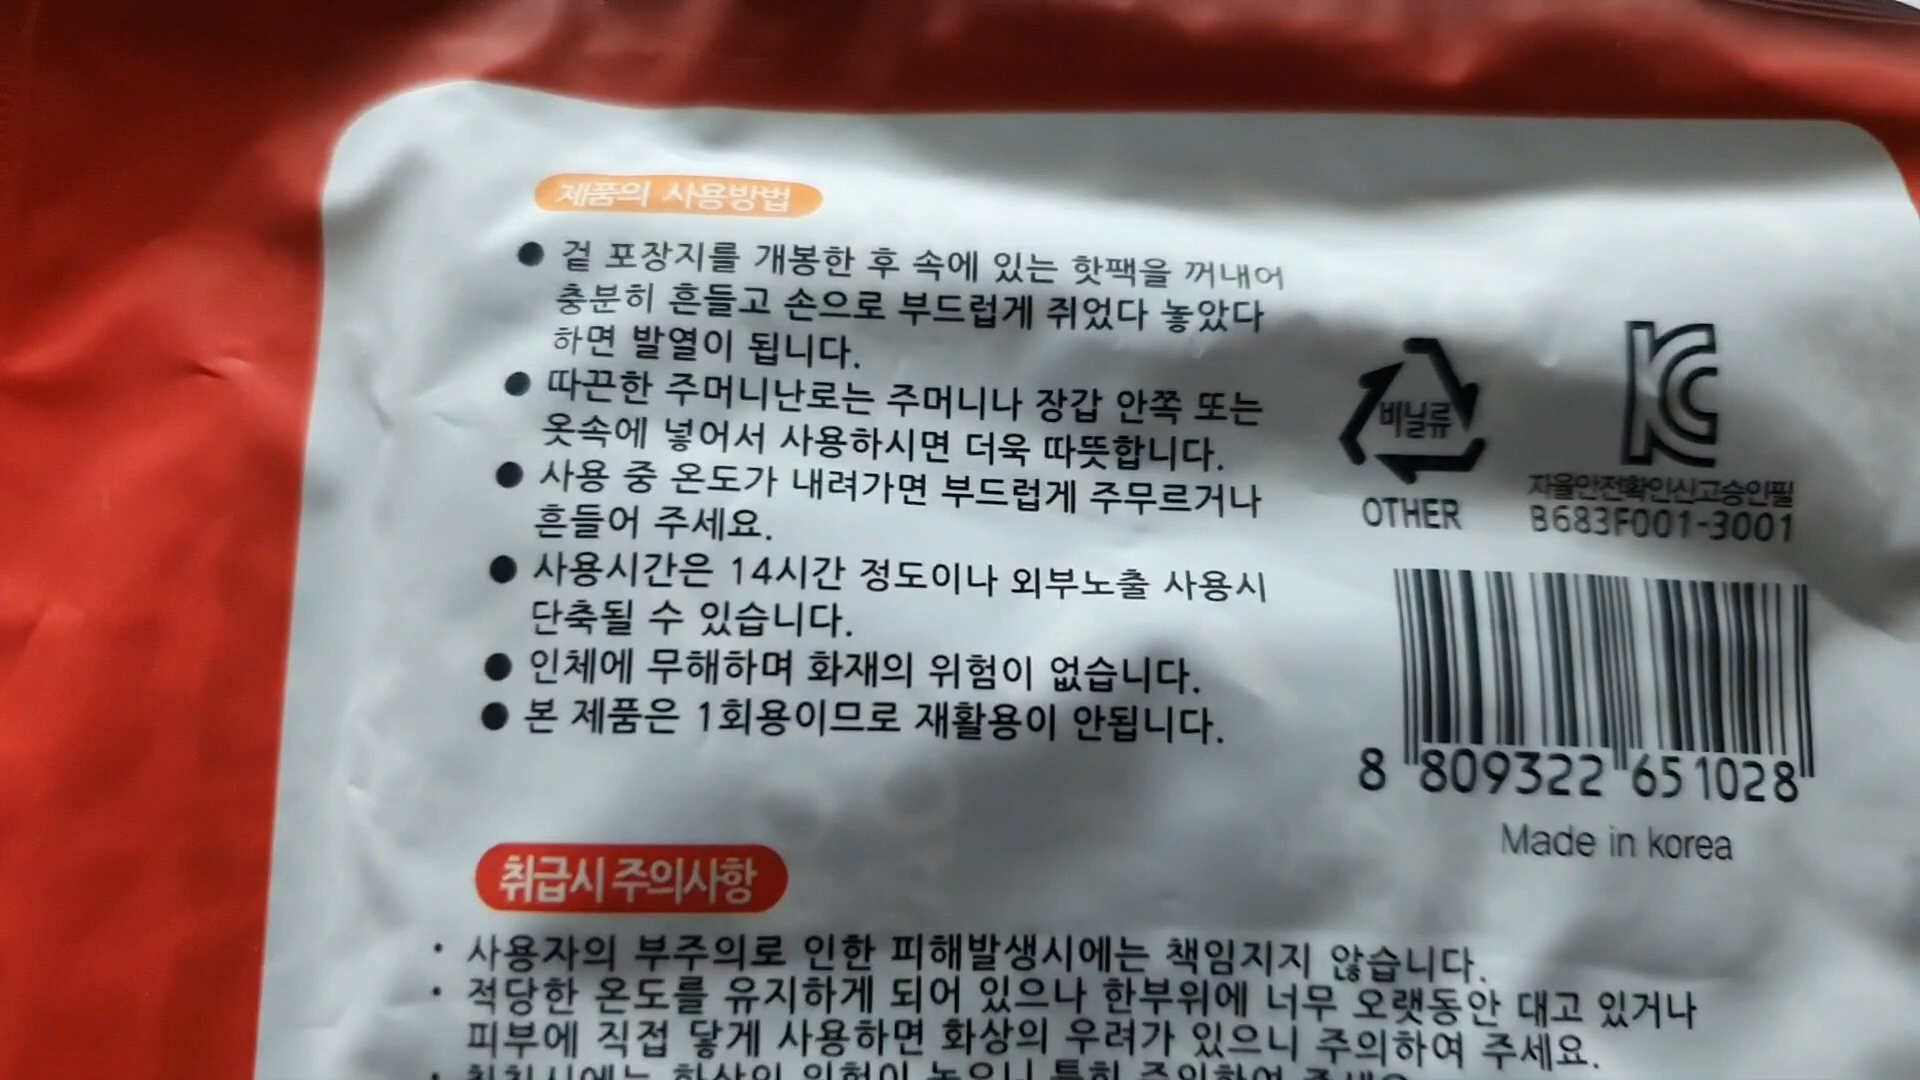 제품의 사용방법
● 겉 포장지를 개봉한 후 속에 있는 핫팩을 꺼내어
충분히 흔들고 손으로 부드럽게 쥐었다 놓았다
하면 발열이 됩니다.
● 따끈한 주머니난로는 주머니나 장갑 안쪽 또는
옷속에 넣어서 사용하시면 더욱 따뜻합니다.
● 사용 중 온도가 내려가면 부드럽게 주무르거나
흔들어 주세요.
● 사용시간은 14시간 정도이나 외부노출 사용시
단축될 수 있습니다.
● 인체에 무해하며 화재의 위험이 없습니다.
● 본 제품은 1회용이므로 재활용이 안됩니다.
비닐류
OTHER
자율안전확인신고승인필
B683F001-3001
8 809322 651028
Made in korea
취급시 주의사항
· 사용자의 부주의로 인한 피해발생시에는 책임지지 않습니다.
· 적당한 온도를 유지하게 되어 있으나 한부위에 너무 오랫동안 대고 있거나
피부에 직접 닿게 사용하면 화상의 우려가 있으니 주의하여 주세요.